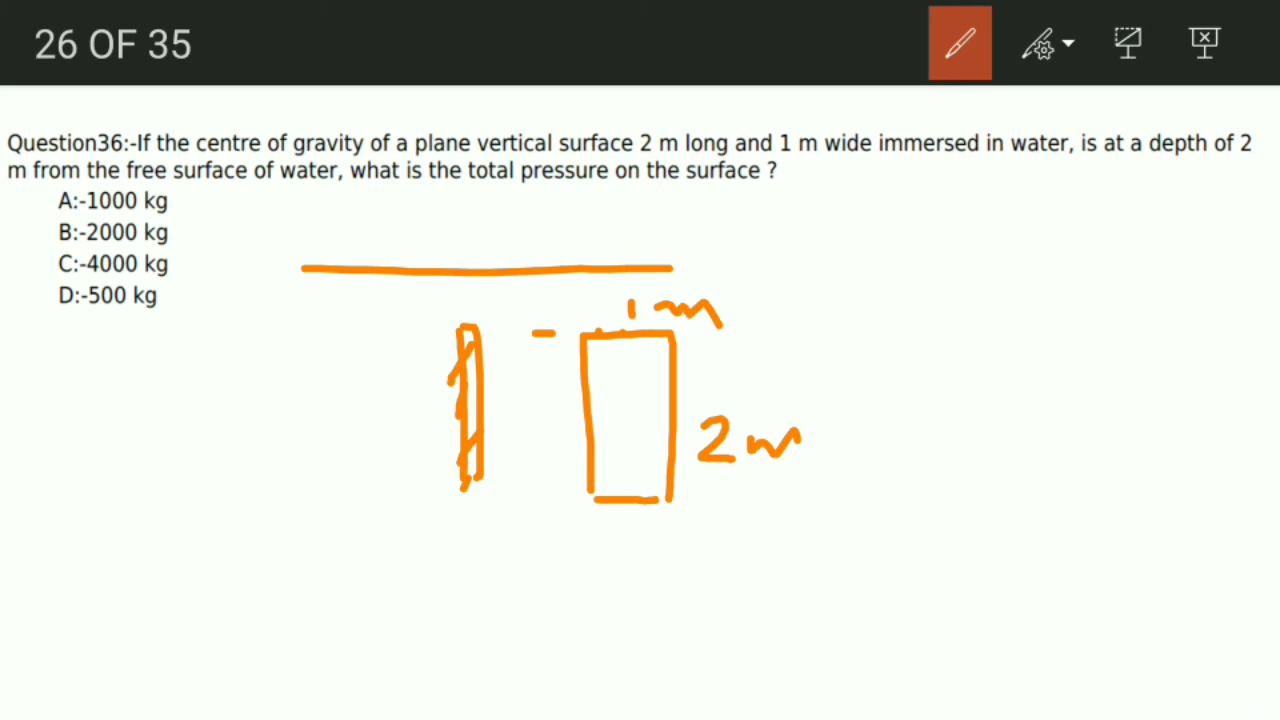 26 OF 35
Question36:-If the centre of gravity of a plane vertical surface 2 m long and 1 m wide immersed in water, is at a depth of 2
m from the free surface of water, what is the total pressure on the surface ?
A:-1000 kg
B:-2000 kg
C:-4000 kg
D:-500 kg
1 m
2 m